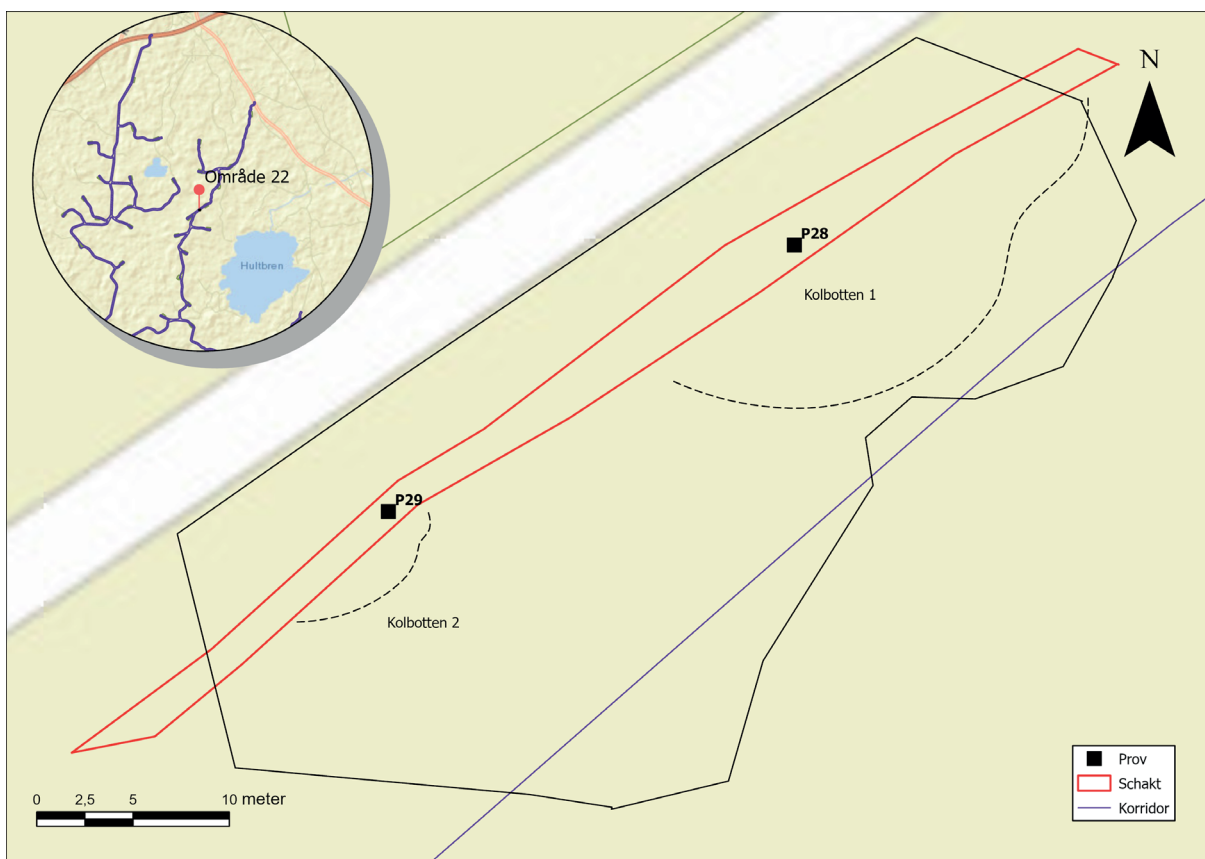 Område 22
Hultbren
N
P28
Kolbotten 1
P29
Kolbotten 2
0 2,5 5 10 meter
Prov
Schakt
Korridor